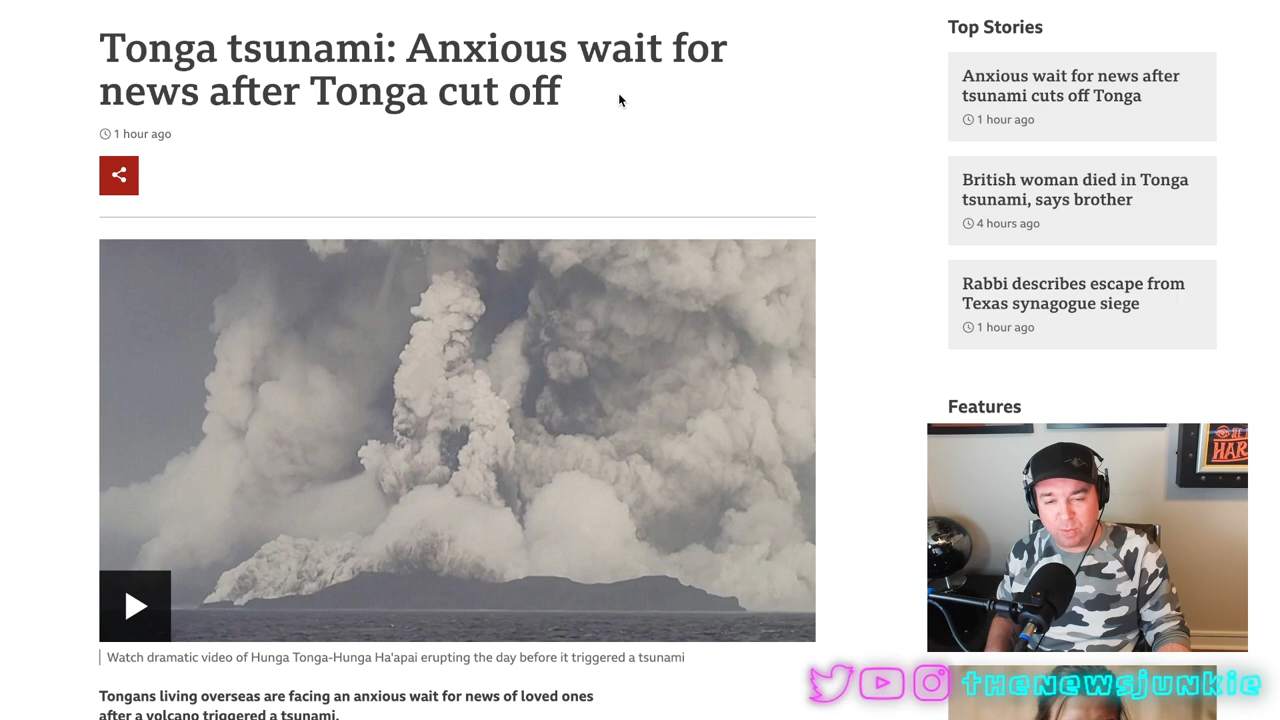 Tonga tsunami: Anxious wait for
news after Tonga cut off
1 hour ago
Watch dramatic video of Hunga Tonga-Hunga Ha'apai erupting the day before it triggered a tsunami
Tongans living overseas are facing an anxious wait for news of loved ones
after a volcano triggered a tsunami.
Top Stories
Anxious wait for news after
tsunami cuts off Tonga
1 hour ago
British woman died in Tonga
tsunami, says brother
4 hours ago
Rabbi describes escape from
Texas synagogue siege
1 hour ago
Features
HAR
thenewsjunkie